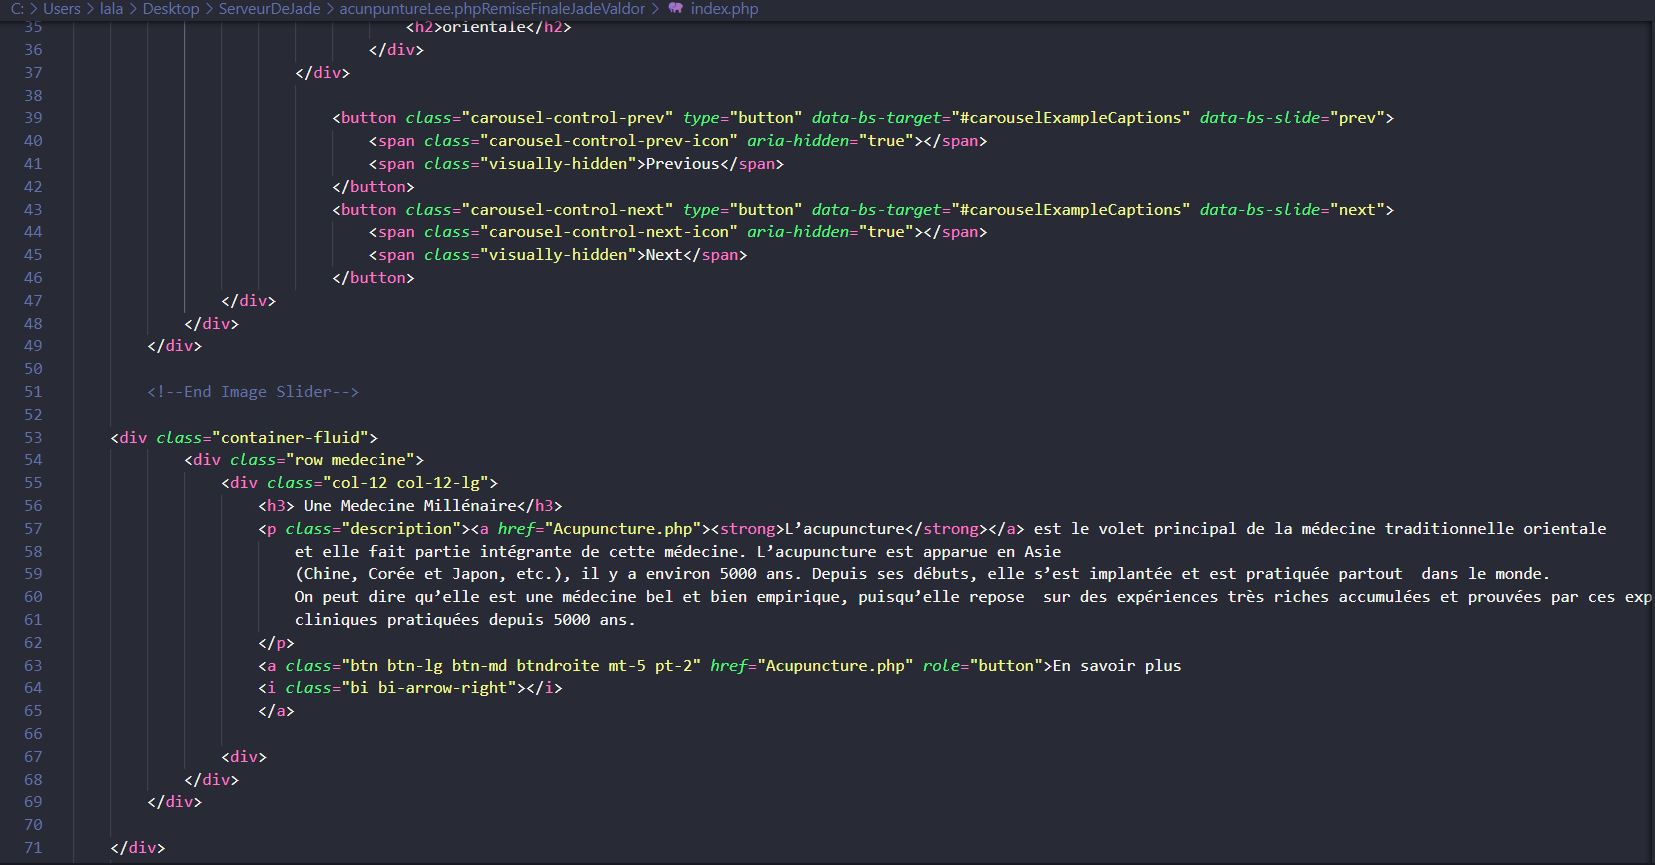 C: > Users > lala > Desktop > ServeurDeJade > acunpuntureLee.phpRemiseFinaleJadeValdor > index.php
35 <h2>orientale</h2>
36 </div>
37 </div>
38
39 <button class="carousel-control-prev" type="button" data-bs-target="#carouselExampleCaptions" data-bs-slide="prev">
40 <span class="carousel-control-prev-icon" aria-hidden="true"></span>
41 <span class="visually-hidden">Previous</span>
42 </button>
43 <button class="carousel-control-next" type="button" data-bs-target="#carouselExampleCaptions" data-bs-slide="next">
44 <span class="carousel-control-next-icon" aria-hidden="true"></span>
45 <span class="visually-hidden">Next</span>
46 </button>
47 </div>
48 </div>
49 </div>
50
51 <!--End Image Slider-->
52
53 <div class="container-fluid">
54 <div class="row medecine">
55 <div class="col-12 col-12-lg">
56 <h3> Une Medecine Millénaire</h3>
57 <p class="description"><a href="Acupuncture.php"><strong>L’acupuncture</strong></a> est le volet principal de la médecine traditionnelle orientale
58 et elle fait partie intégrante de cette médecine. L’acupuncture est apparue en Asie
59 (Chine, Corée et Japon, etc.), il y a environ 5000 ans. Depuis ses débuts, elle s’est implantée et est pratiquée partout  dans le monde.
60 On peut dire qu’elle est une médecine bel et bien empirique, puisqu’elle repose  sur des expériences très riches accumulées et prouvées par ces exp
61 cliniques pratiquées depuis 5000 ans.
62 </p>
63 <a class="btn btn-lg btn-md btndroite mt-5 pt-2" href="Acupuncture.php" role="button">En savoir plus
64 <i class="bi bi-arrow-right"></i>
65 </a>
66
67 <div>
68 </div>
69 </div>
70
71 </div>